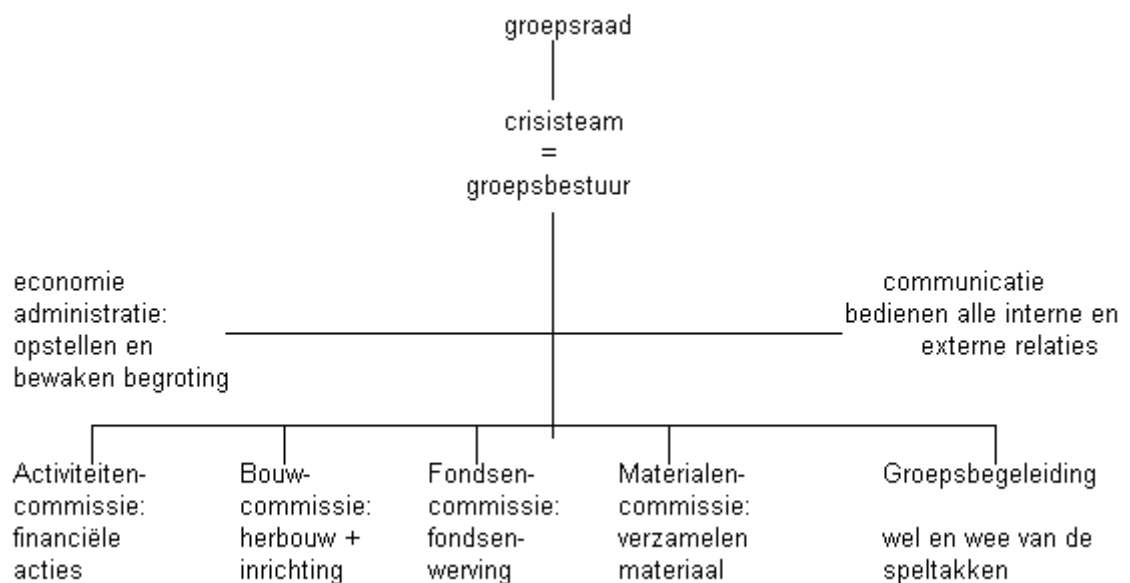 groepsraad
crisisteam
=
groepsbestuur
economie
administratie:
opstellen en
bewaken begroting
communicatie
bedienen alle interne en
externe relaties
Activiteiten-
commissie:
financiële
acties
Bouw-
commissie:
herbouw +
inrichting
Fondsen-
commissie:
fondsen-
werving
Materialen-
commissie:
verzamelen
materiaal
Groepsbegeleiding
wel en wee van de
speltakken